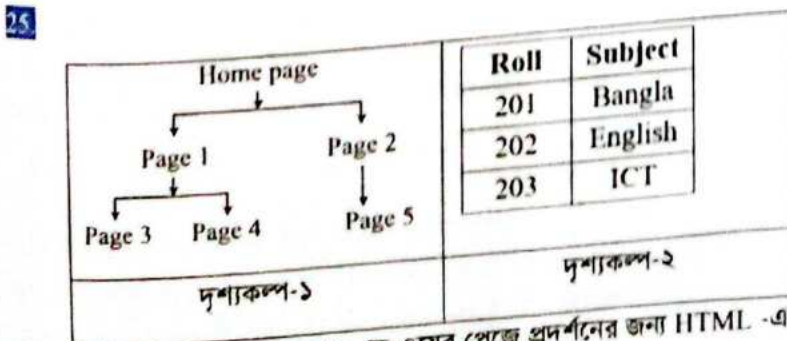 25.
Home page
Page 1 Page 2
Page 3 Page 4 Page 5
দৃশ্যকল্প-১
Roll Subject
201 Bangla
202 English
203 ICT
দৃশ্যকল্প-২
প্রদর্শনের জন্য HTML -এ